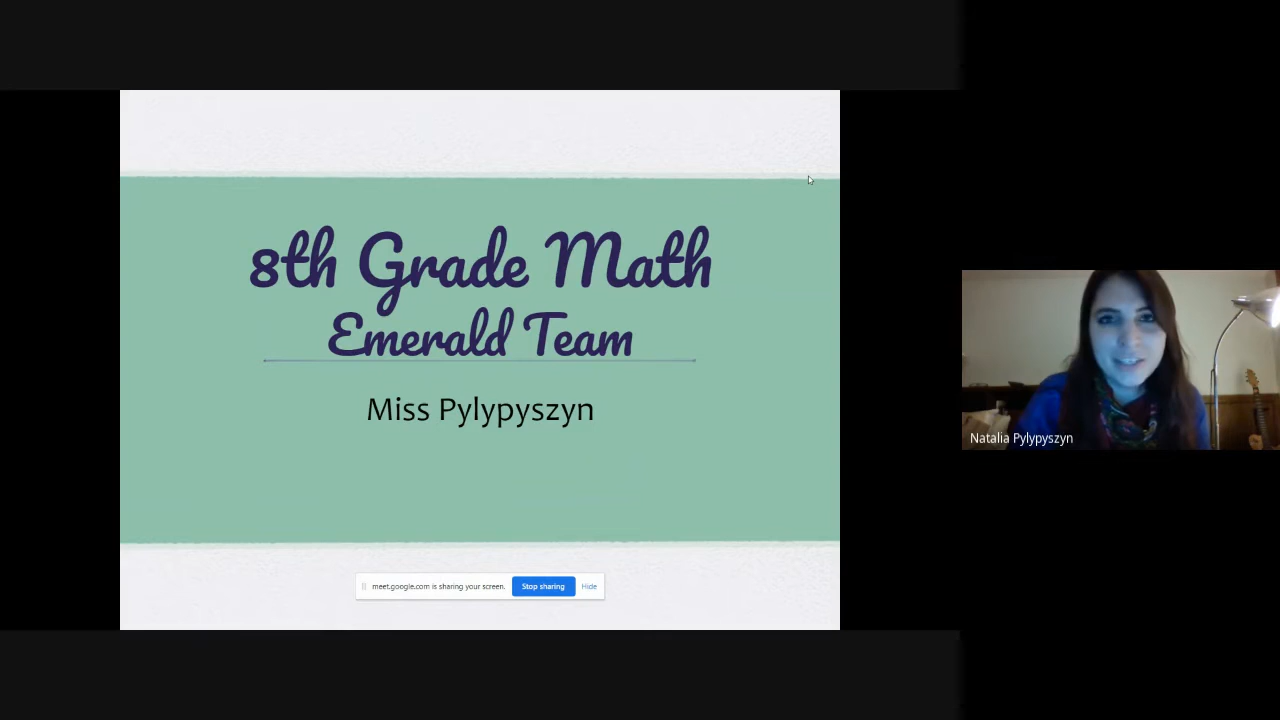 8th Grade Math
Emerald Team
Miss Pylypyszyn
meet.google.com is sharing your screen. Stop sharing Hide
Natalia Pylypyszyn